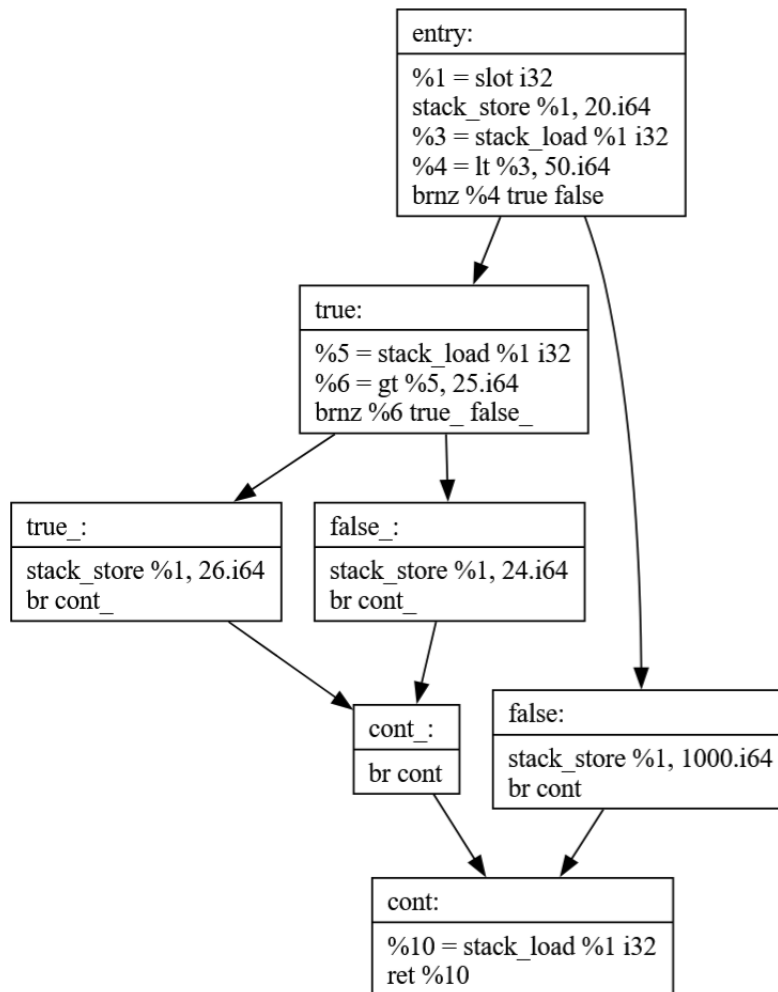 entry:
%1 = slot i32
stack_store %1, 20.i64
%3 = stack_load %1 i32
%4 = lt %3, 50.i64
brnz %4 true false
true:
%5 = stack_load %1 i32
%6 = gt %5, 25.i64
brnz %6 true_ false_
true_:
stack_store %1, 26.i64
br cont_
false_:
stack_store %1, 24.i64
br cont_
cont_:
br cont
false:
stack_store %1, 1000.i64
br cont
cont:
%10 = stack_load %1 i32
ret %10